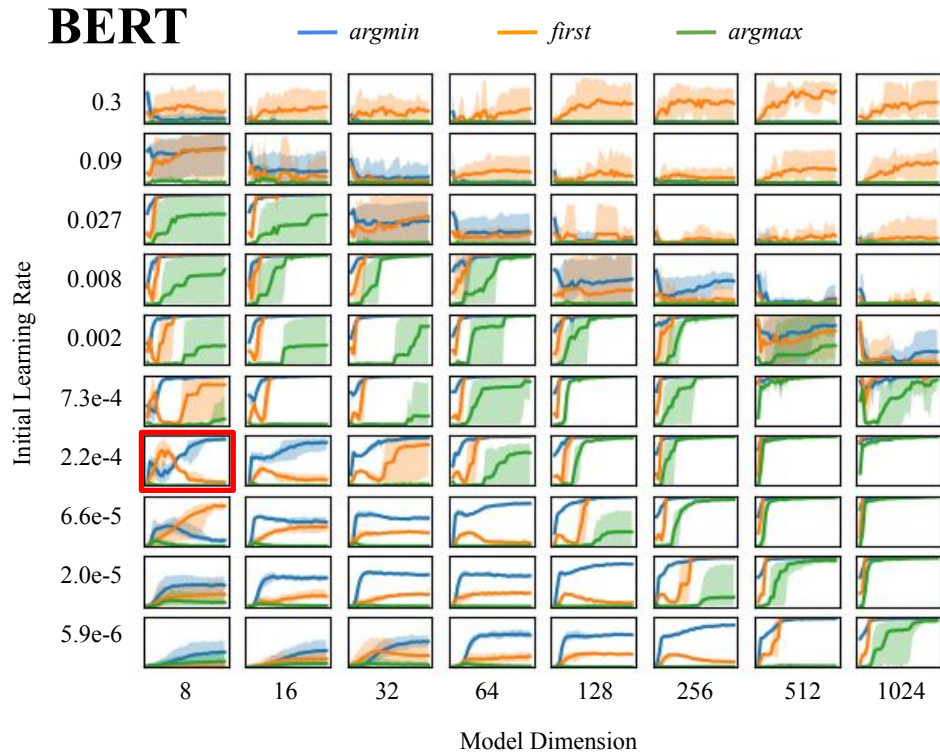 BERT
argmin first argmax
0.3
0.09
0.027
0.008
0.002
7.3e-4
2.2e-4
6.6e-5
2.0e-5
5.9e-6
Initial Learning Rate
8 16 32 64 128 256 512 1024
Model Dimension